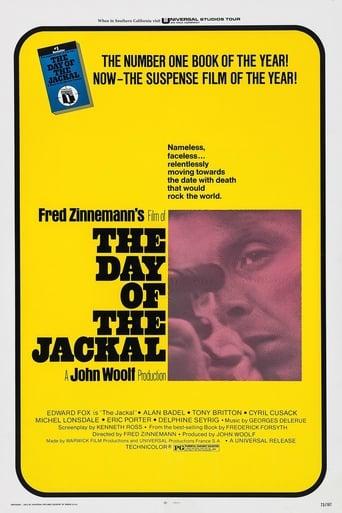 When in Southern California visit UNIVERSAL STUDIOS TOUR
THE NUMBER ONE BOOK OF THE YEAR!
NOW—THE SUSPENSE FILM OF THE YEAR!
#1
THE DAY
OF THE
JACKAL
Nameless,
faceless...
relentlessly
moving towards
the date with death
that would
rock the world.
Fred Zinnemann's Film of
THE
DAY
OF
THE
JACKAL
A John Woolf Production
EDWARD FOX is 'The Jackal' • ALAN BADEL • TONY BRITTON • CYRIL CUSACK
MICHEL LONSDALE • ERIC PORTER • DELPHINE SEYRIG • Music by GEORGES DELERUE
Screenplay by KENNETH ROSS • From the best-selling Book by FREDERICK FORSYTH
Directed by FRED ZINNEMANN • Produced by JOHN WOOLF
Made by WARWICK FILM Productions and UNIVERSAL Productions France S.A. • A UNIVERSAL RELEASE
TECHNICOLOR® PG
73/187